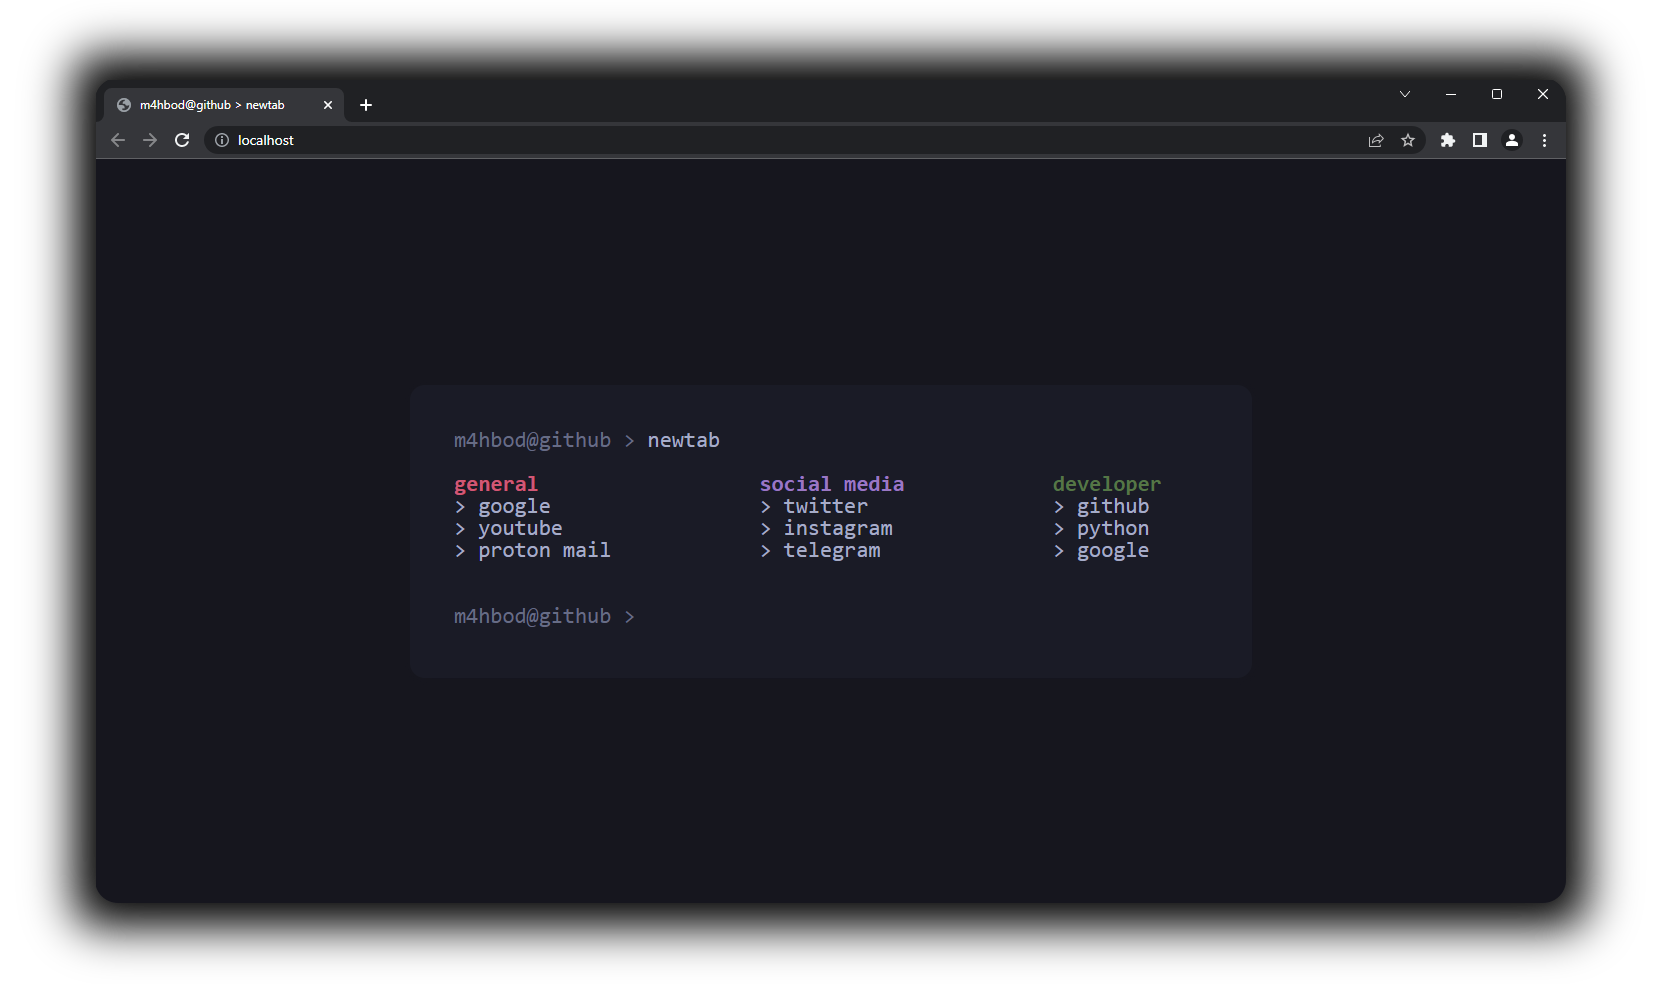 m4hbod@github > newtab
localhost
m4hbod@github > newtab
general
> google
> youtube
> proton mail
social media
> twitter
> instagram
> telegram
developer
> github
> python
> google
m4hbod@github >